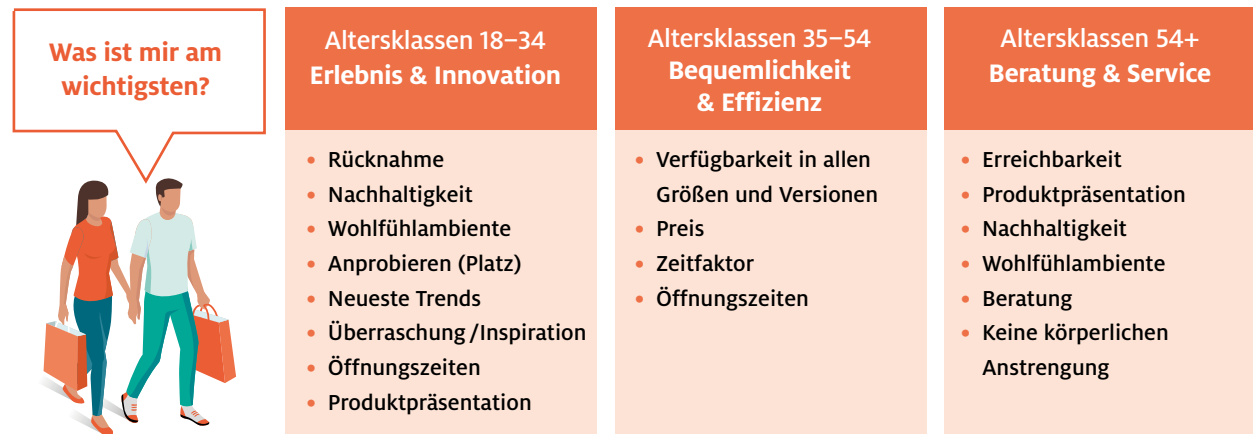 Was ist mir am
wichtigsten?
Altersklassen 18–34
Erlebnis & Innovation
• Rücknahme
• Nachhaltigkeit
• Wohlfühlambiente
• Anprobieren (Platz)
• Neueste Trends
• Überraschung/Inspiration
• Öffnungszeiten
• Produktpräsentation
Altersklassen 35–54
Bequemlichkeit
& Effizienz
• Verfügbarkeit in allen
Größen und Versionen
• Preis
• Zeitfaktor
• Öffnungszeiten
Altersklassen 54+
Beratung & Service
• Erreichbarkeit
• Produktpräsentation
• Nachhaltigkeit
• Wohlfühlambiente
• Beratung
• Keine körperlichen
Anstrengung